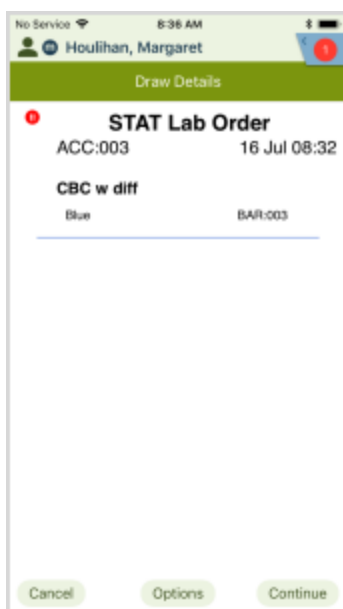 No Service 8:36 AM
Houlihan, Margaret
1
Draw Details
STAT Lab Order
ACC:003 16 Jul 08:32
CBC w diff
Blue BAR:003
Cancel Options Continue